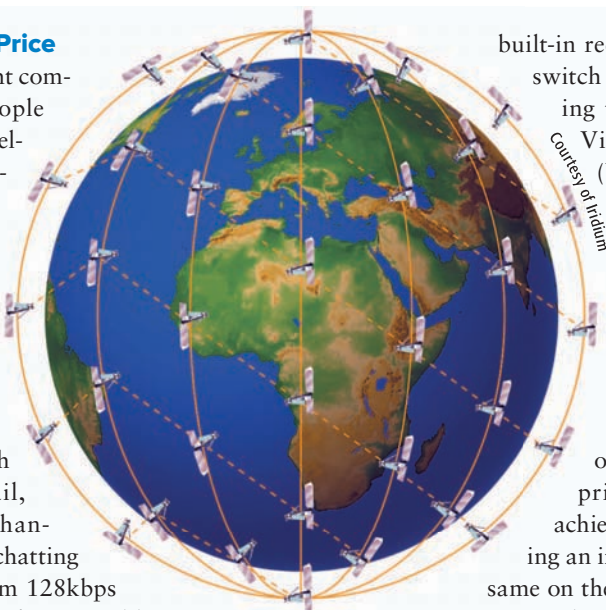 Price
nt com-
ople
el-
-
h
il,
han-
chatting
m 128kbps
built-in re
switch
ing
Vi
(
Courtesy of Iridium
o
pri
achie
ing an i
same on the